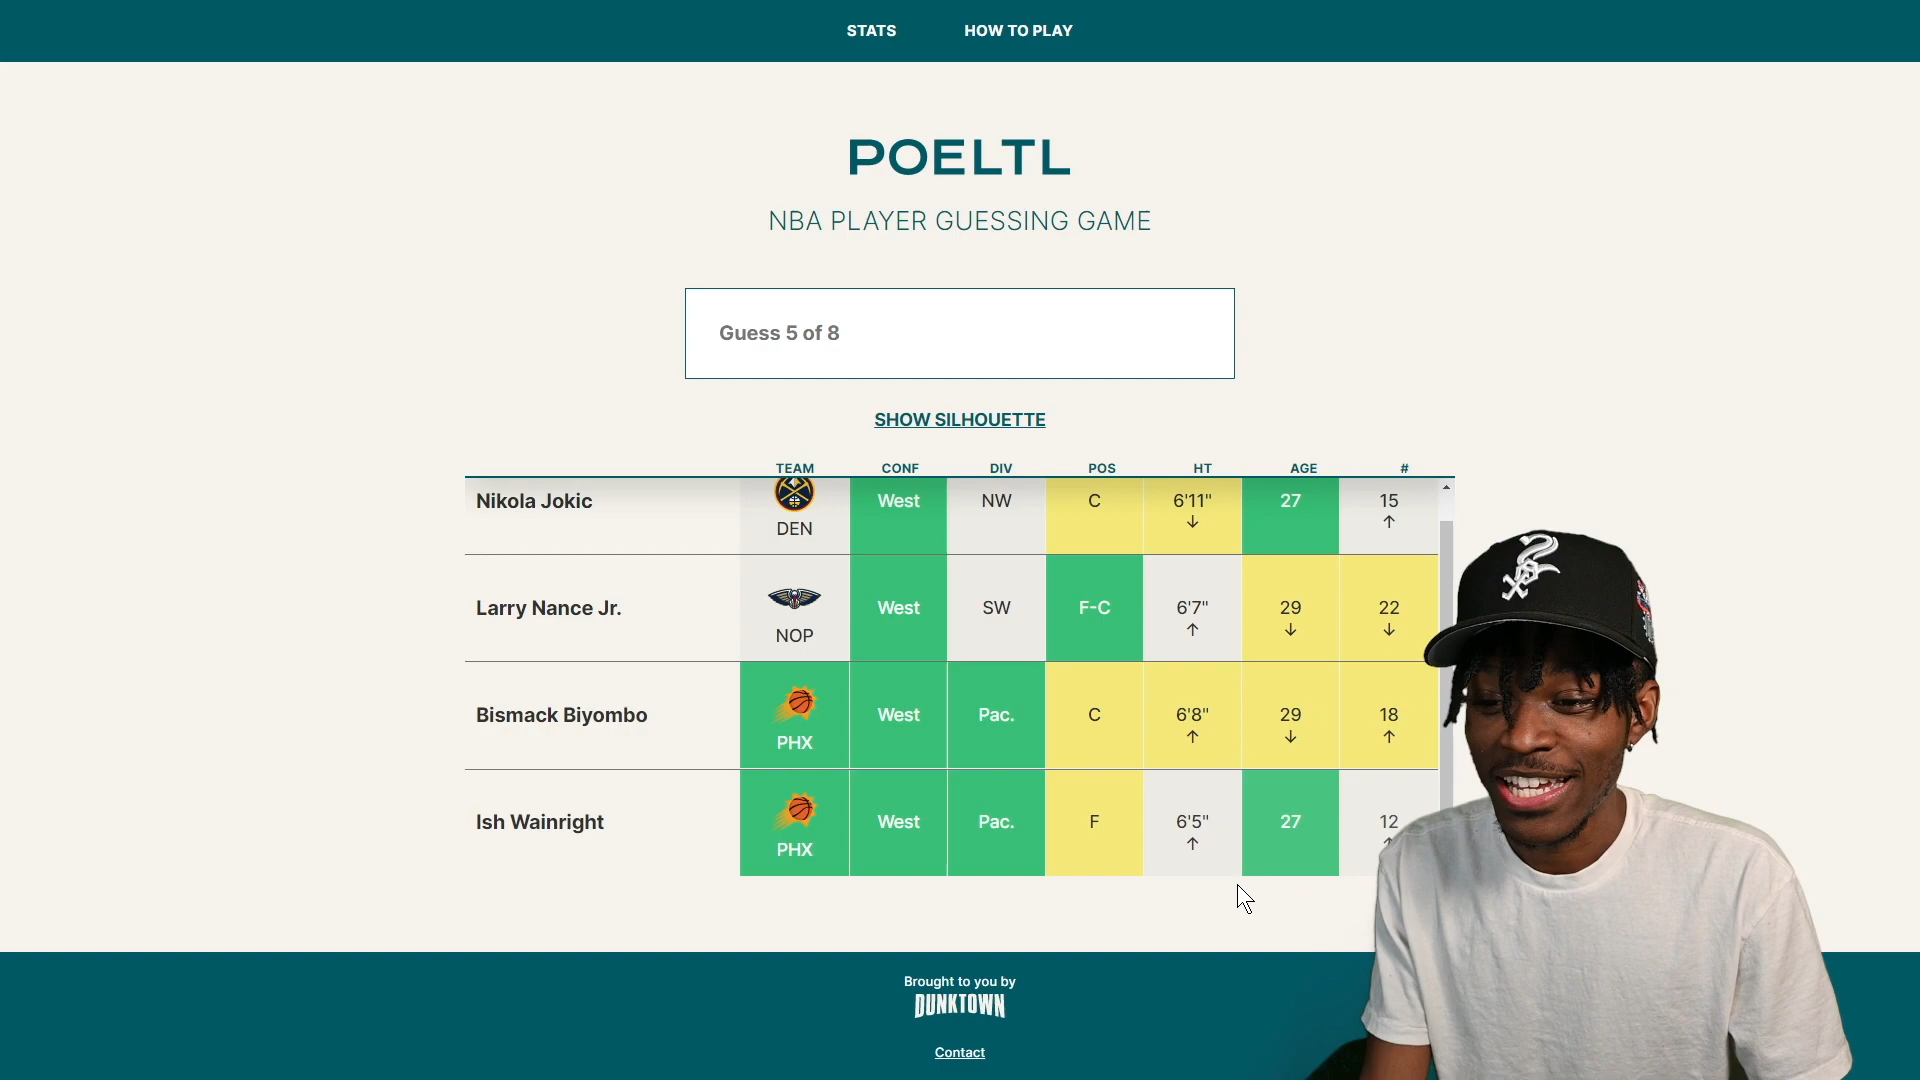 STATS HOW TO PLAY
POELTL
NBA PLAYER GUESSING GAME
Guess 5 of 8
SHOW SILHOUETTE
TEAM CONF DIV POS HT AGE #
Nikola Jokic DEN West NW C 6'11" ↓ 27 15 ↑
Larry Nance Jr. NOP West SW F-C 6'7" ↑ 29 ↓ 22 ↓
Bismack Biyombo PHX West Pac. C 6'8" ↑ 29 ↓ 18 ↑
Ish Wainright PHX West Pac. F 6'5" ↑ 27 12 ↑
Brought to you by
DUNKTOWN
Contact